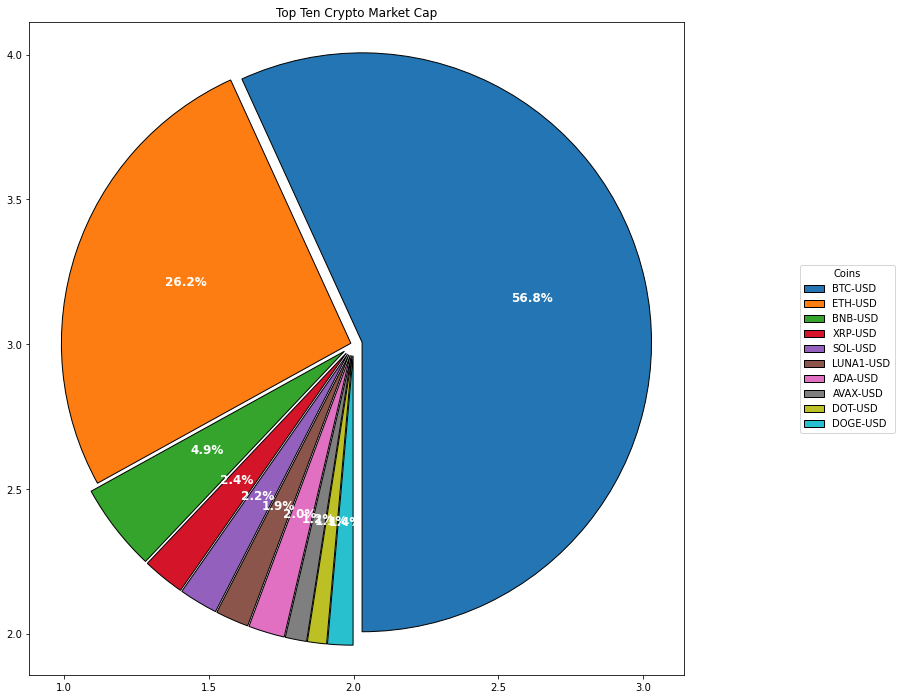 Top Ten Crypto Market Cap
4.0
3.5
3.0
2.5
2.0
1.0
1.5
2.0
2.5
3.0
56.8%
26.2%
4.9%
2.4%
2.2%
1.9%
2.0%
Coins
BTC-USD
ETH-USD
BNB-USD
XRP-USD
SOL-USD
LUNA1-USD
ADA-USD
AVAX-USD
DOT-USD
DOGE-USD